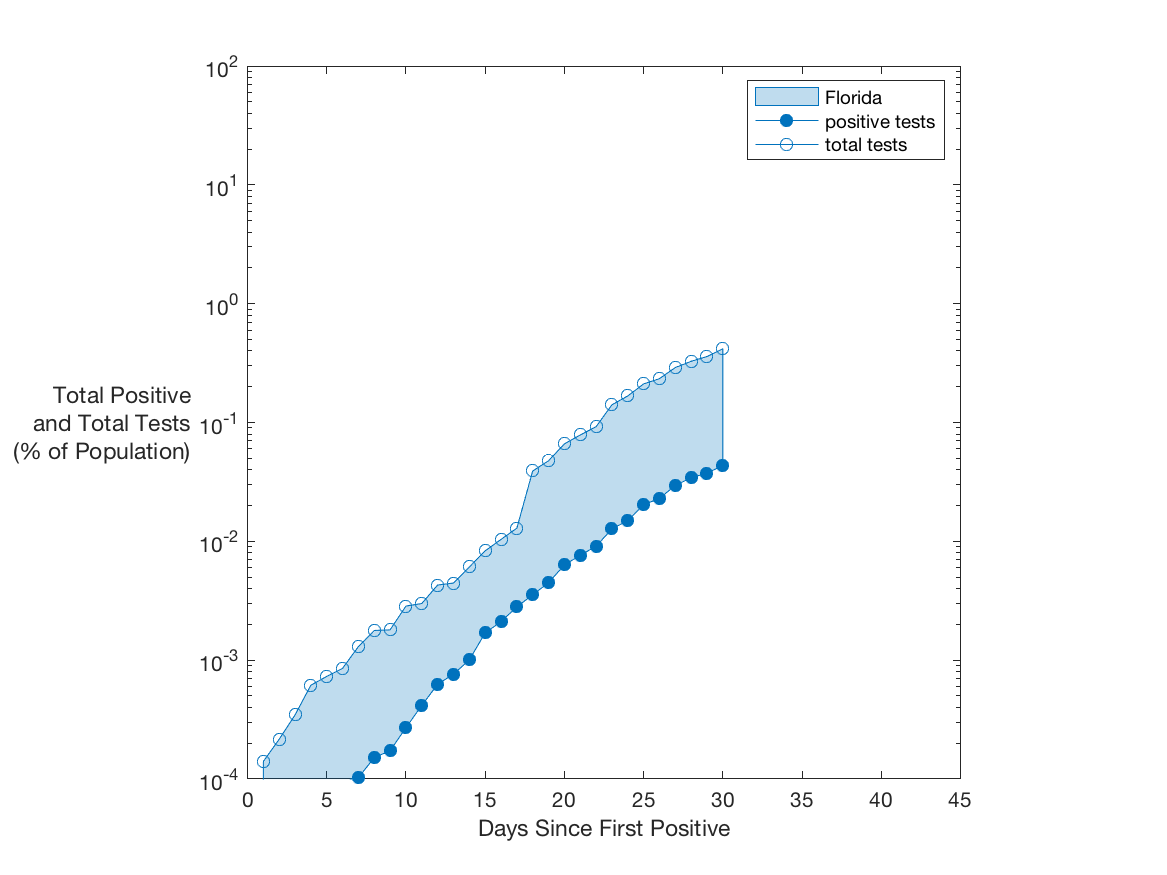 10^2
10^1
10^0
10^-1
10^-2
10^-3
10^-4
Total Positive
and Total Tests
(% of Population)
Florida
positive tests
total tests
0 5 10 15 20 25 30 35 40 45
Days Since First Positive